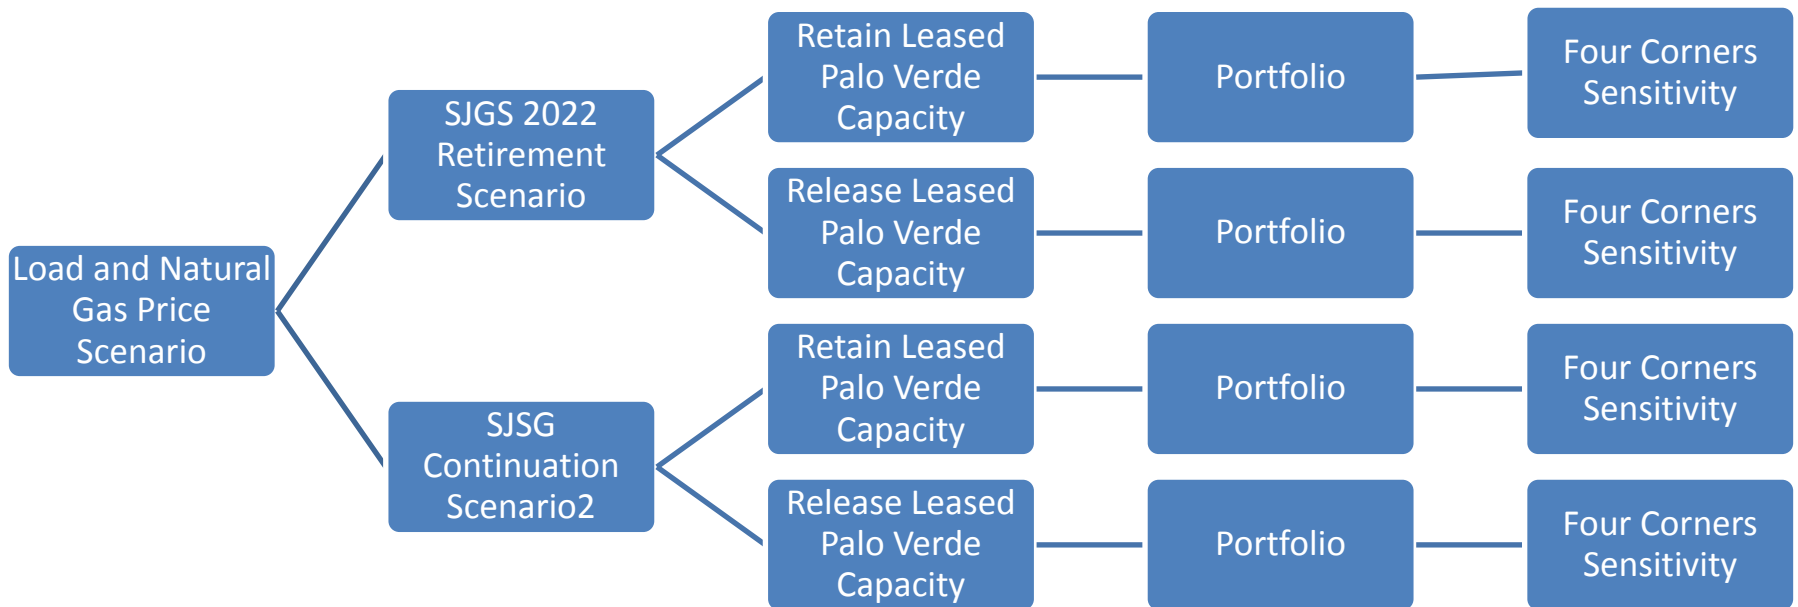 Load and Natural
Gas Price
Scenario
SJGS 2022
Retirement
Scenario
SJSG
Continuation
Scenario2
Retain Leased
Palo Verde
Capacity
Release Leased
Palo Verde
Capacity
Retain Leased
Palo Verde
Capacity
Release Leased
Palo Verde
Capacity
Portfolio
Portfolio
Portfolio
Portfolio
Four Corners
Sensitivity
Four Corners
Sensitivity
Four Corners
Sensitivity
Four Corners
Sensitivity